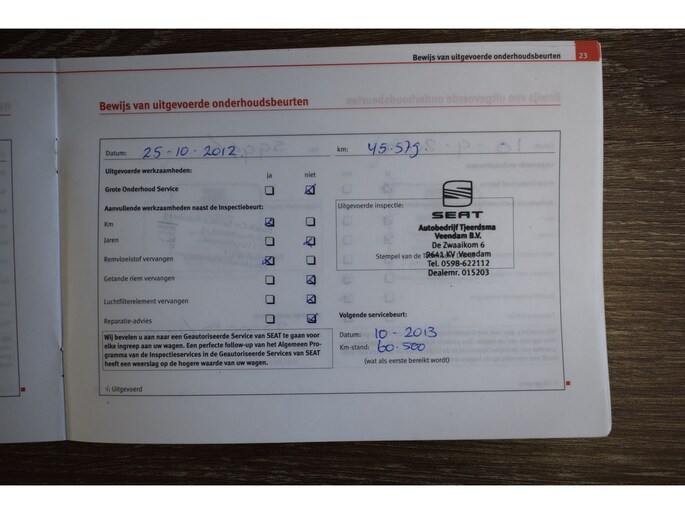 Bewijs van uitgevoerde onderhoudsbeurten 23
Bewijs van uitgevoerde onderhoudsbeurten
Datum: 25-10-2012 km: 45.579
Uitgevoerde werkzaamheden:
ja niet
Grote Onderhoud Service
Aanvullende werkzaamheden naast de Inspectiebeurt:
Km
Jaren
Remvloeistof vervangen
Getande riem vervangen
Luchtfilterelement vervangen
Reparatie-advies
Uitgevoerde inspectie:
SEAT
Autobedrijf Tjeerdsma
Veendam B.V.
De Zwaaikom 6
9641 KV Veendam
Stempel van de
Tel. 0598-622112
Dealernr. 015203
Wij bevelen u aan naar een Geautoriseerde Service van SEAT te gaan voor
elke ingreep aan uw wagen. Een perfecte follow-up van het Algemeen Pro-
gramma van de Inspectieservices in de Geautoriseerde Services van SEAT
heeft een weerslag op de hogere waarde van uw wagen.
Volgende servicebeurt:
Datum: 10-2013
Km-stand: 60.500
(wat als eerste bereikt wordt)
√: Uitgevoerd